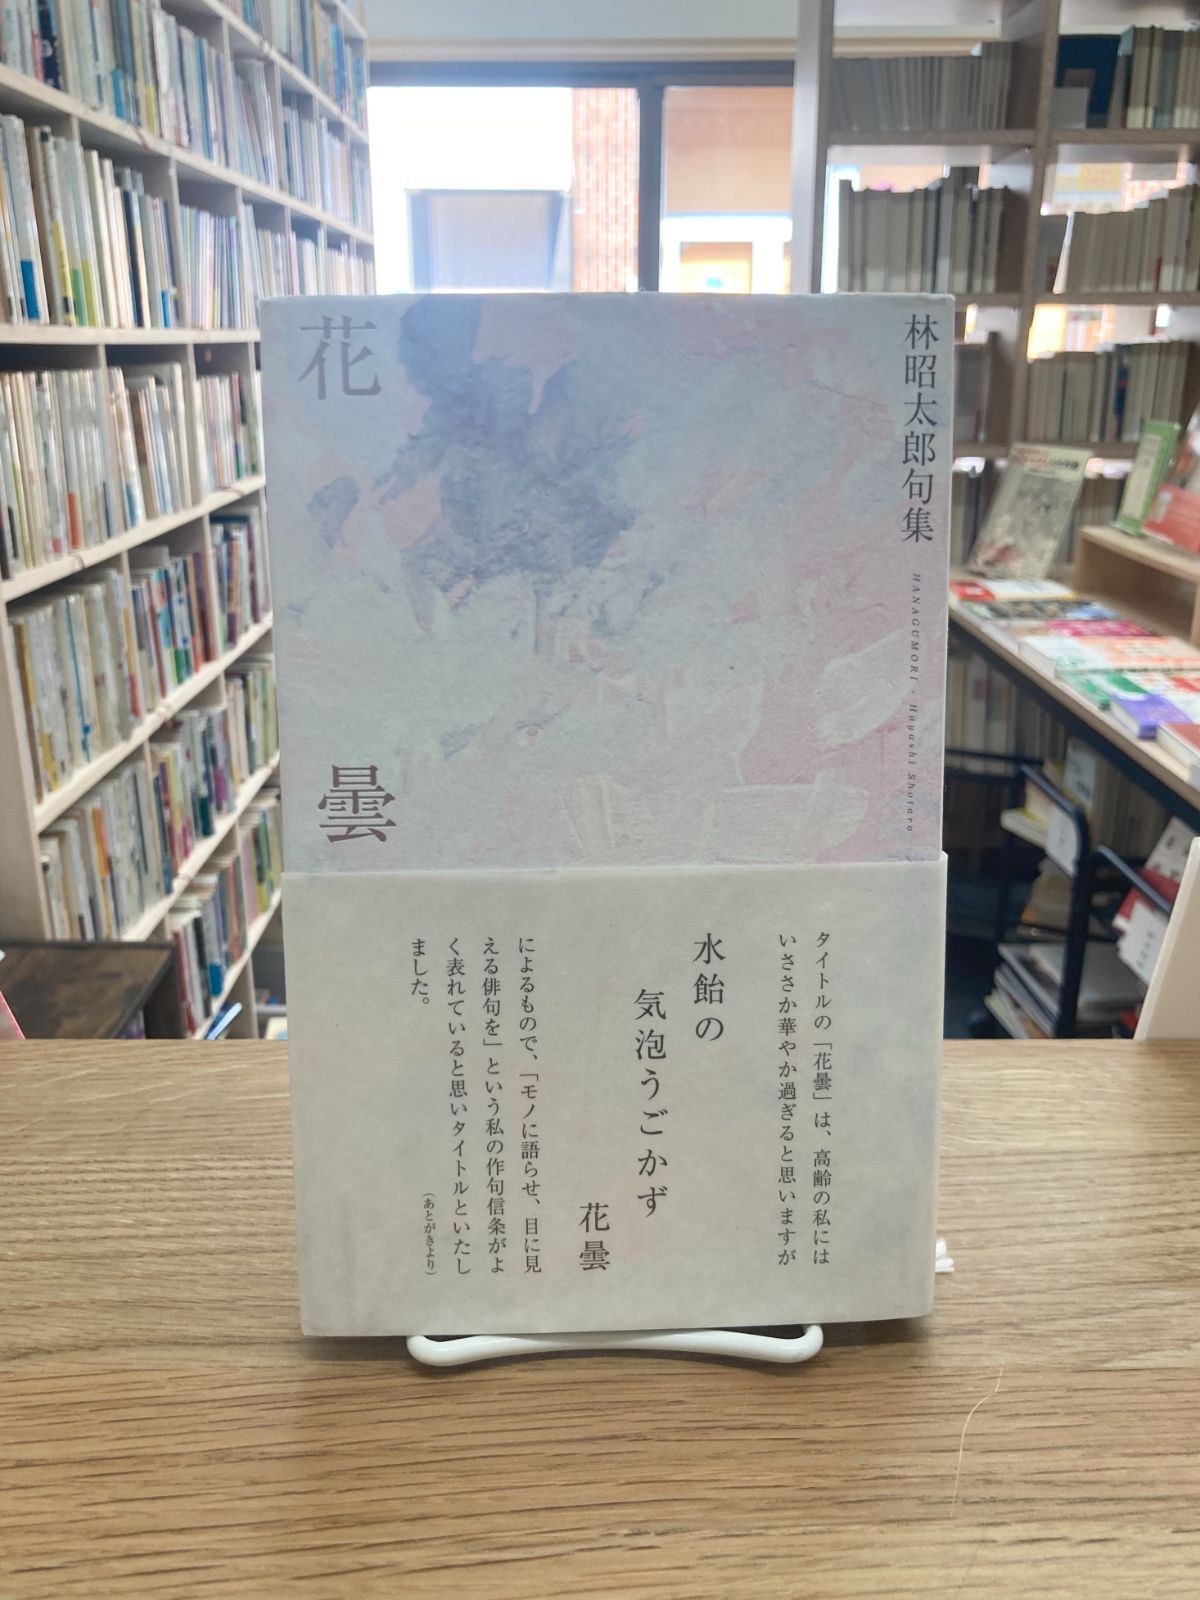 花
曇
林昭太郎句集
HANAGUMORI - Hayashi Shotaro
タイトルの「花曇」は、高齢の私には
いささか華やか過ぎると思いますが
水飴の
気泡うごかず
花曇
によるもので、「モノに語らせ、目に見
える俳句を」という私の作句信条がよ
く表れていると思いタイトルといたし
ました。
(あとがきより)